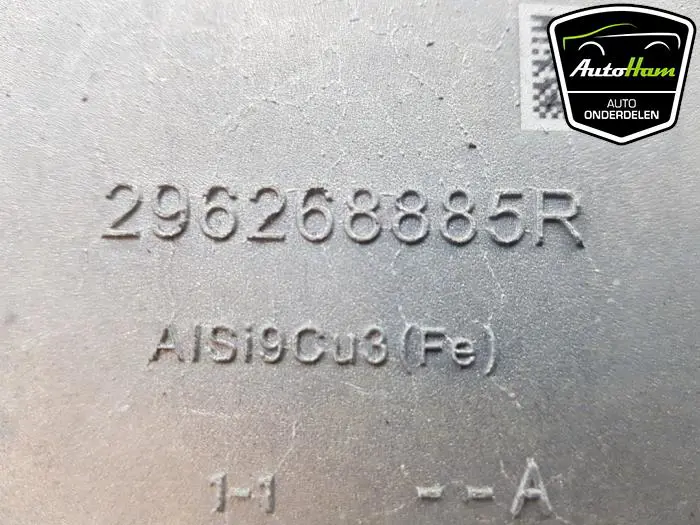 AutoHam
AUTO
ONDERDELEN
296268885R
AlSi9Cu3(Fe)
1-1 --A